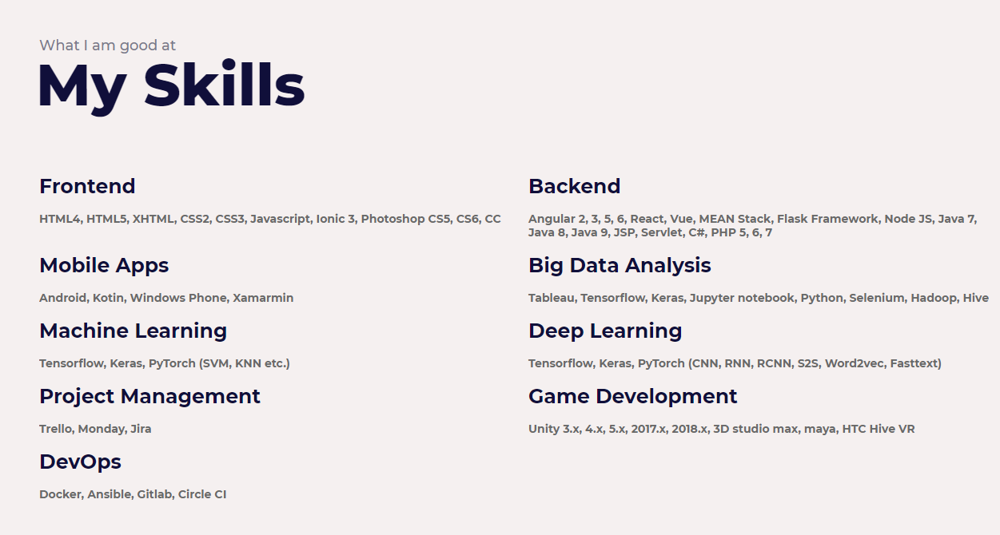 What I am good at
My Skills
Frontend
HTML4, HTML5, XHTML, CSS2, CSS3, Javascript, Ionic 3, Photoshop CS5, CS6, CC
Backend
Angular 2, 3, 5, 6, React, Vue, MEAN Stack, Flask Framework, Node JS, Java 7,
Java 8, Java 9, JSP, Servlet, C#, PHP 5, 6, 7
Mobile Apps
Android, Kotin, Windows Phone, Xamarmin
Big Data Analysis
Tableau, Tensorflow, Keras, Jupyter notebook, Python, Selenium, Hadoop, Hive
Machine Learning
Tensorflow, Keras, PyTorch (SVM, KNN etc.)
Deep Learning
Tensorflow, Keras, PyTorch (CNN, RNN, RCNN, S2S, Word2vec, Fasttext)
Project Management
Trello, Monday, Jira
Game Development
Unity 3.x, 4.x, 5.x, 2017.x, 2018.x, 3D studio max, maya, HTC Hive VR
DevOps
Docker, Ansible, Gitlab, Circle CI